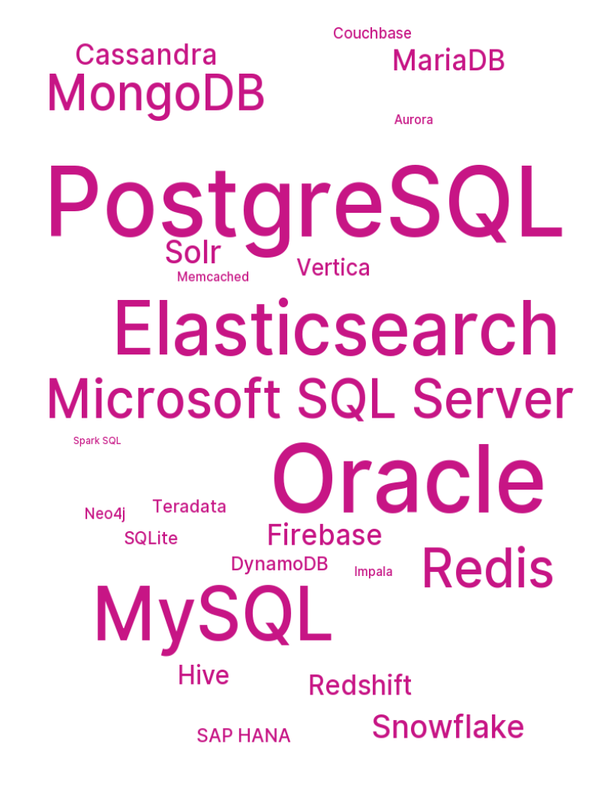 Couchbase
Cassandra
MariaDB
MongoDB
Aurora
PostgreSQL
Solr
Vertica
Memcached
Elasticsearch
Microsoft SQL Server
Spark SQL
Oracle
Teradata
Neo4j
Firebase
SQLite
DynamoDB
Impala
Redis
MySQL
Hive
Redshift
Snowflake
SAP HANA